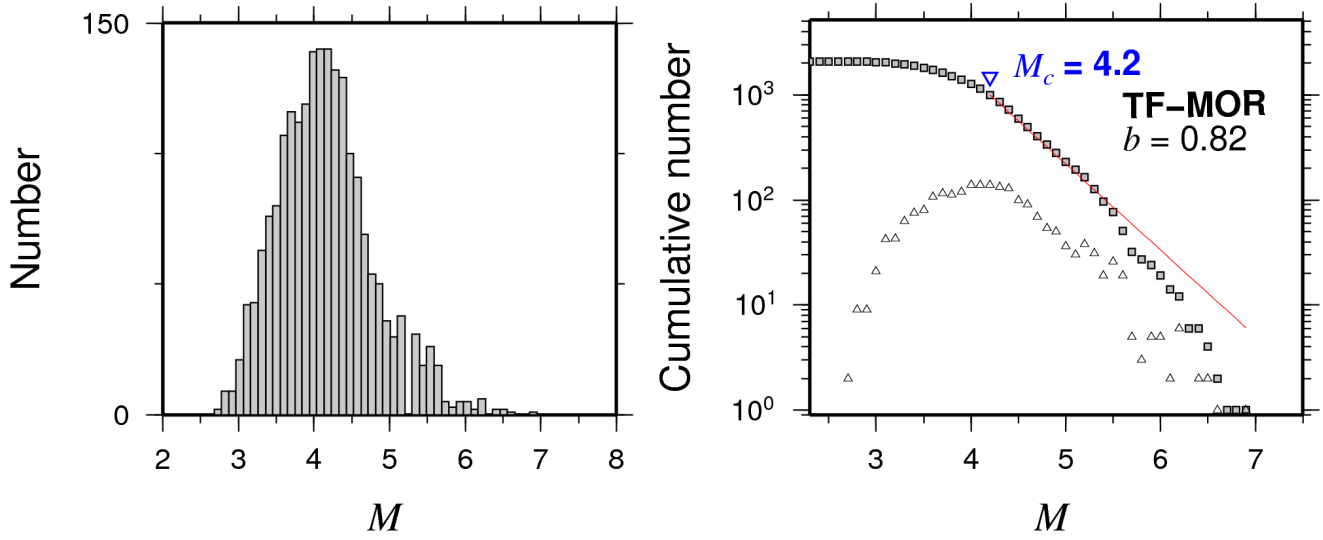 150
0
Number
2 3 4 5 6 7 8
M
Cumulative number
10³
10²
10¹
10⁰
M_c = 4.2
TF−MOR
b = 0.82
3 4 5 6 7
M